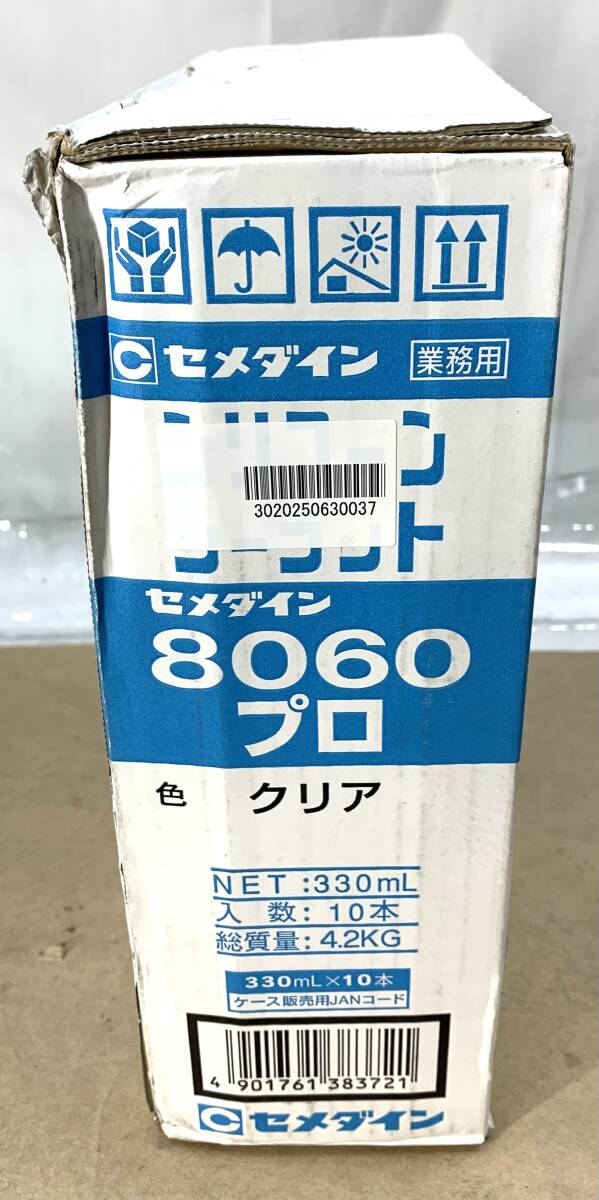 セメダイン 業務用
3020250630037
セメダイン
8060
プロ
色 クリア
NET:330mL
入数:10本
総質量:4.2KG
330mL×10本
ケース販売用JANコード
4 901761 383721
セメダイン